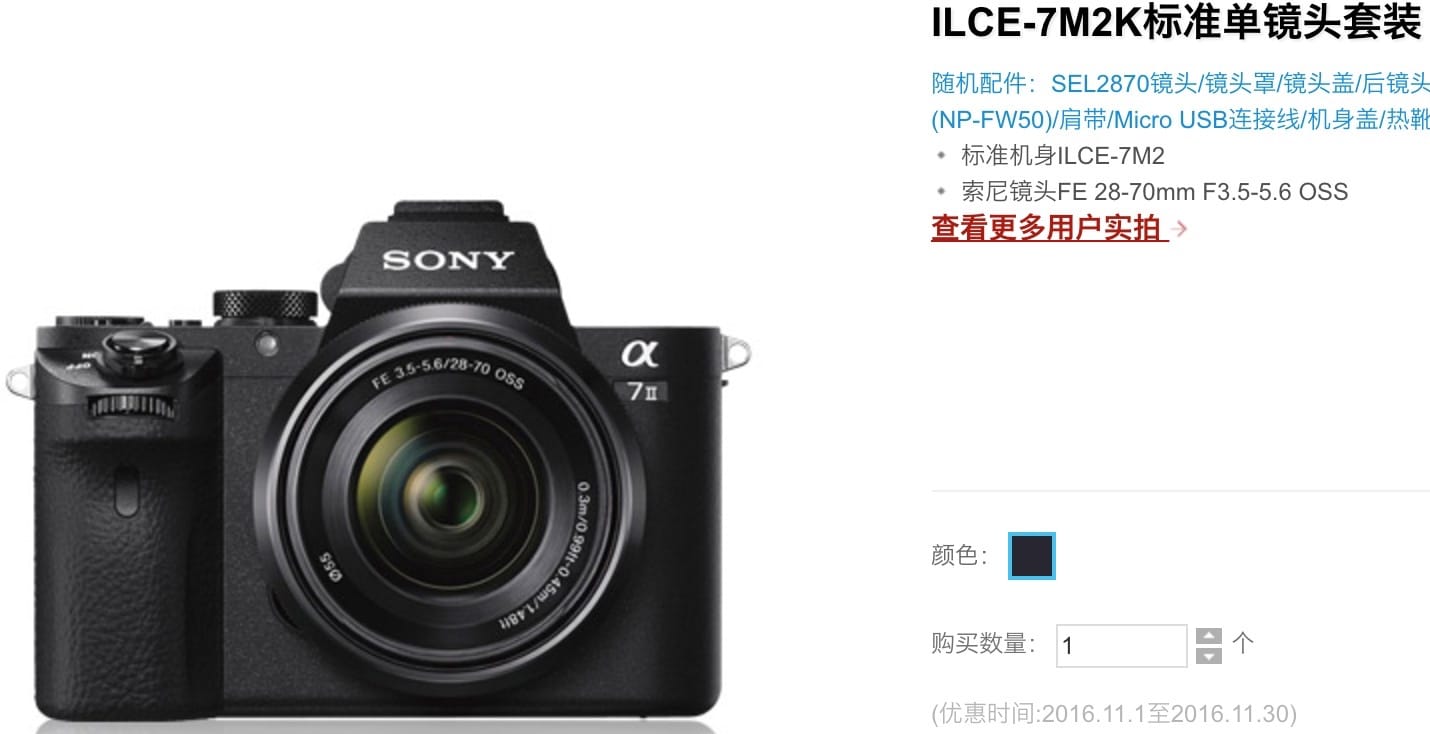 ILCE-7M2K标准单镜头套装
随机配件：SEL2870镜头/镜头罩/镜头盖/后镜头
(NP-FW50)/肩带/Micro USB连接线/机身盖/热靴
标准机身ILCE-7M2
索尼镜头FE 28-70mm F3.5-5.6 OSS
查看更多用户实拍
SONY
α
7II
ON
OFF
FE 3.5-5.6/28-70 OSS
0.3m/0.99ft-0.45m/1.48ft
Ø55
颜色：
购买数量： 1 个
(优惠时间:2016.11.1至2016.11.30)